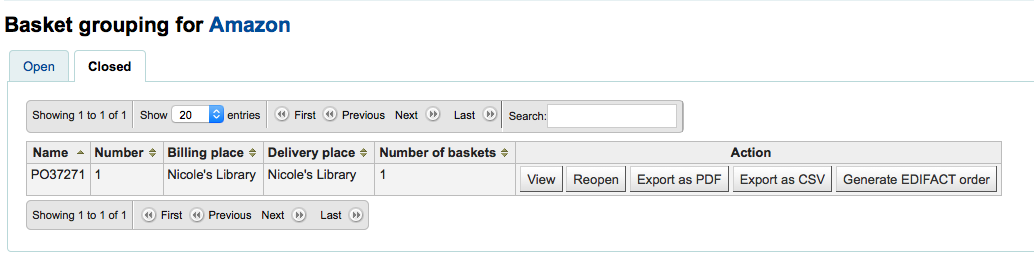 Basket grouping for Amazon
Open Closed
Showing 1 to 1 of 1 Show 20 entries First Previous Next Last Search:
Name Number Billing place Delivery place Number of baskets Action
PO37271 1 Nicole's Library Nicole's Library 1 View Reopen Export as PDF Export as CSV Generate EDIFACT order
Showing 1 to 1 of 1 First Previous Next Last